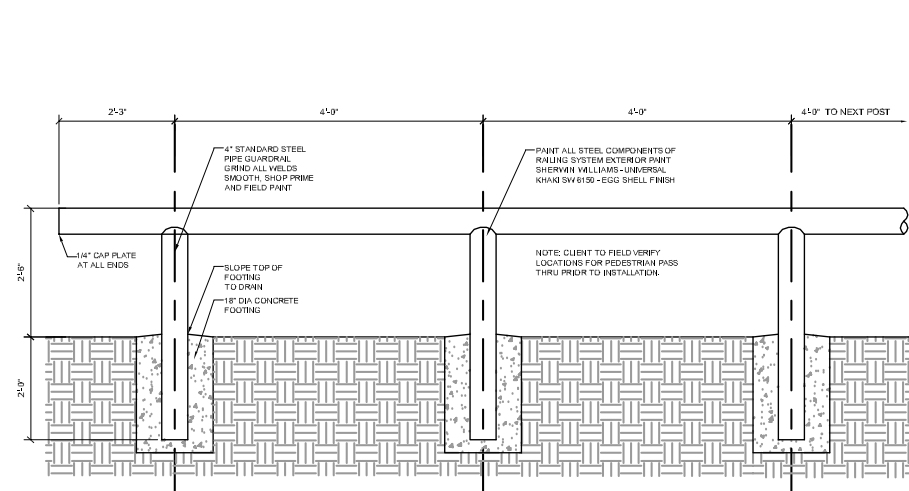 2'-3"
4'-0"
4'-0"
4'-0" TO NEXT POST
4" STANDARD STEEL
PIPE GUARDRAIL
GRIND ALL WELDS
SMOOTH, SHOP PRIME
AND FIELD PAINT
PAINT ALL STEEL COMPONENTS OF
RAILING SYSTEM EXTERIOR PAINT
SHERWIN WILLIAMS - UNIVERSAL
KHAKI SW 6150 - EGG SHELL FINISH
1/4" CAP PLATE
AT ALL ENDS
NOTE: CLIENT TO FIELD VERIFY
LOCATIONS FOR PEDESTRIAN PASS
THRU PRIOR TO INSTALLATION.
2'-6"
SLOPE TOP OF
FOOTING
TO DRAIN
18" DIA CONCRETE
FOOTING
2'-0"